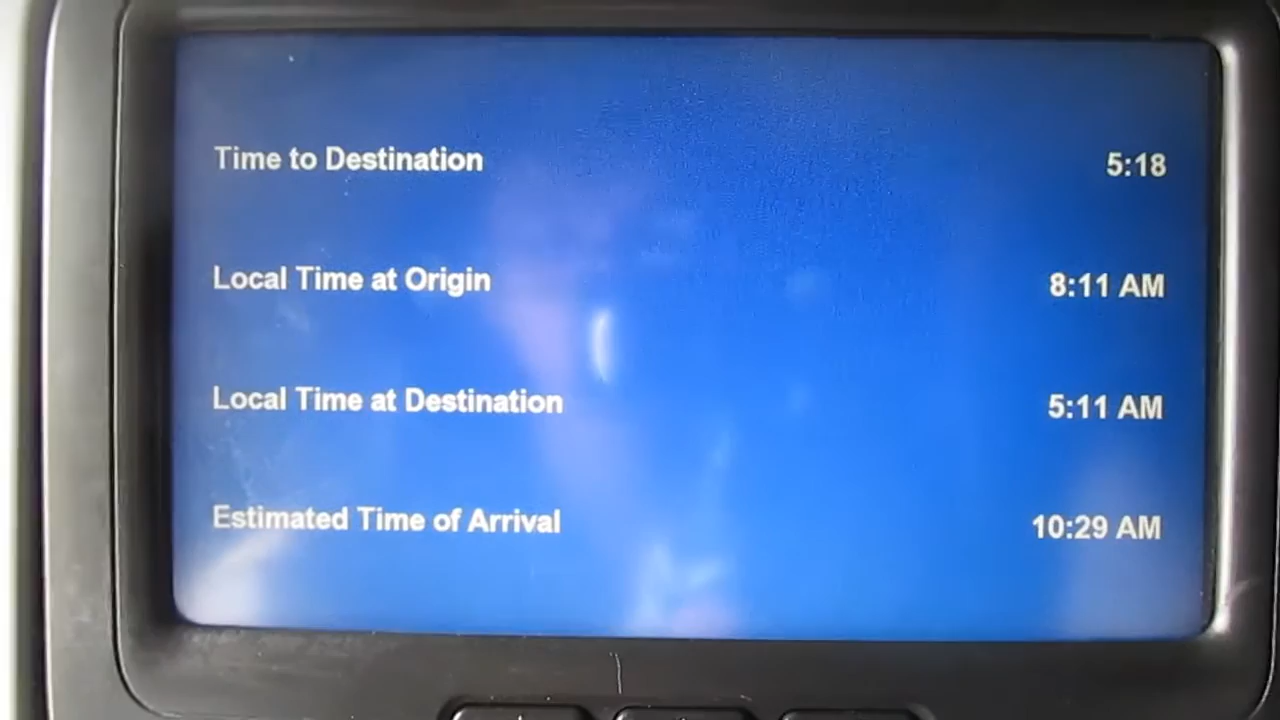 Time to Destination 5:18
Local Time at Origin 8:11 AM
Local Time at Destination 5:11 AM
Estimated Time of Arrival 10:29 AM